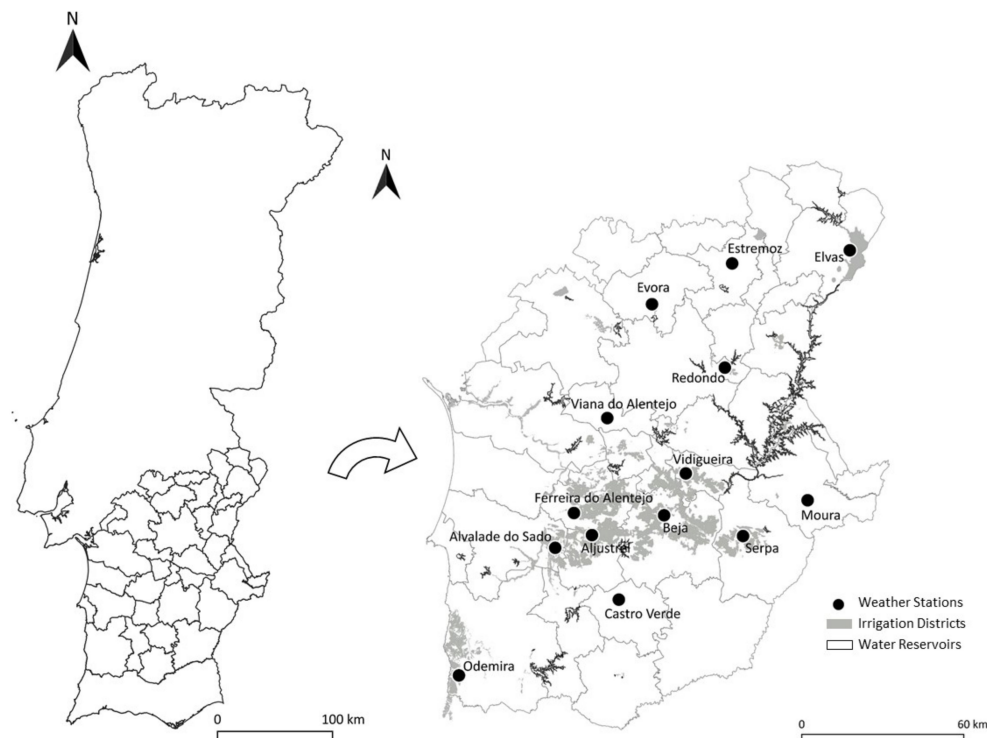 N
N
Estremoz
Elvas
Evora
Redondo
Viana do Alentejo
Vidigueira
Ferreira do Alentejo
Moura
Beja
Alvalade do Sado
Aljustrel
Serpa
Castro Verde
Weather Stations
Irrigation Districts
Water Reservoirs
Odemira
0
100 km
0
60 km